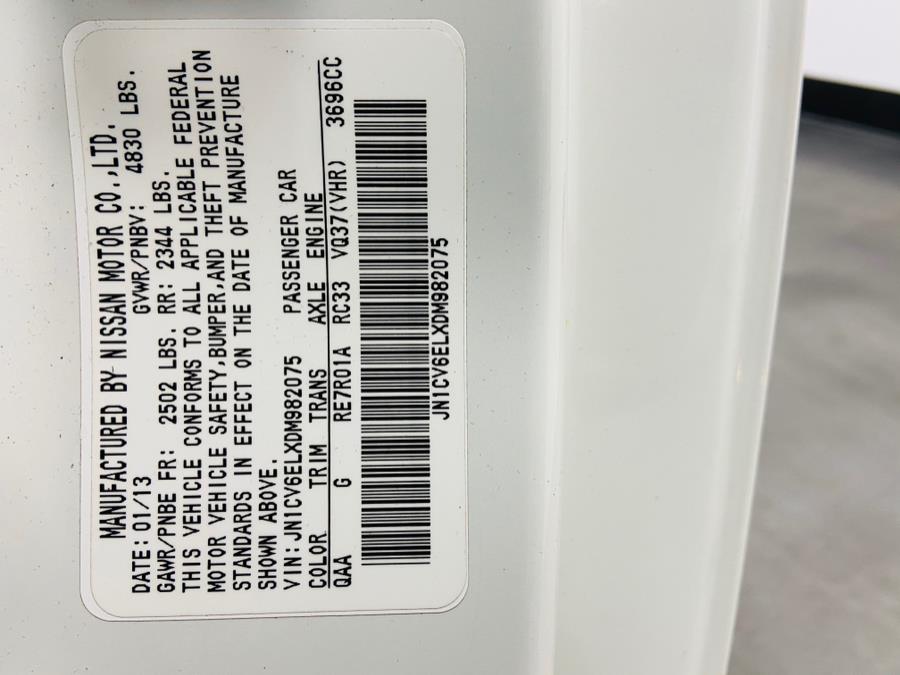 MANUFACTURED BY NISSAN MOTOR CO.,LTD.
DATE: 01/13 GVWR/PNBV: 4830 LBS.
GAWR/PNBE FR: 2502 LBS. RR: 2344 LBS.
THIS VEHICLE CONFORMS TO ALL APPLICABLE FEDERAL
MOTOR VEHICLE SAFETY,BUMPER,AND THEFT PREVENTION
STANDARDS IN EFFECT ON THE DATE OF MANUFACTURE
SHOWN ABOVE.
VIN:JN1CV6ELXDM982075 PASSENGER CAR
COLOR TRIM TRANS AXLE ENGINE
QAA G RE7R01A RC33 VQ37(VHR) 3696CC
JN1CV6ELXDM982075